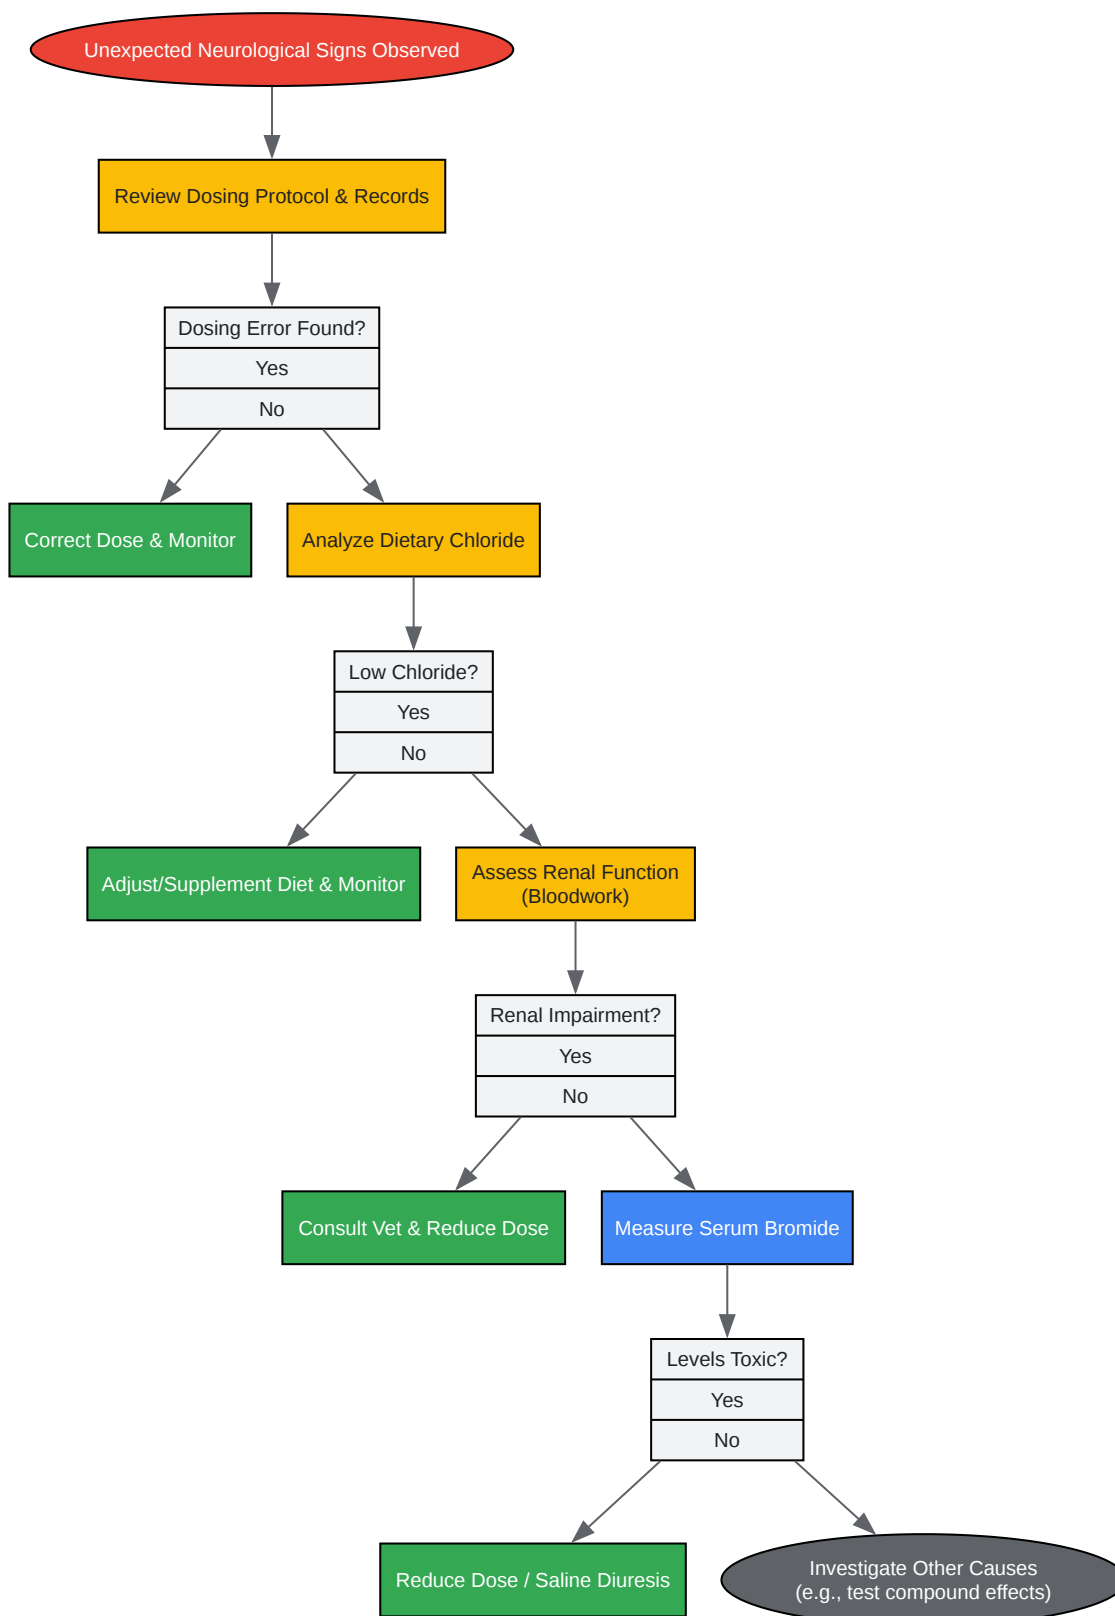 Unexpected Neurological Signs Observed
Review Dosing Protocol & Records
Dosing Error Found?
Yes
No
Correct Dose & Monitor
Analyze Dietary Chloride
Low Chloride?
Yes
No
Adjust/Supplement Diet & Monitor
Assess Renal Function
(Bloodwork)
Renal Impairment?
Yes
No
Consult Vet & Reduce Dose
Measure Serum Bromide
Levels Toxic?
Yes
No
Reduce Dose / Saline Diuresis
Investigate Other Causes
(e.g., test compound effects)